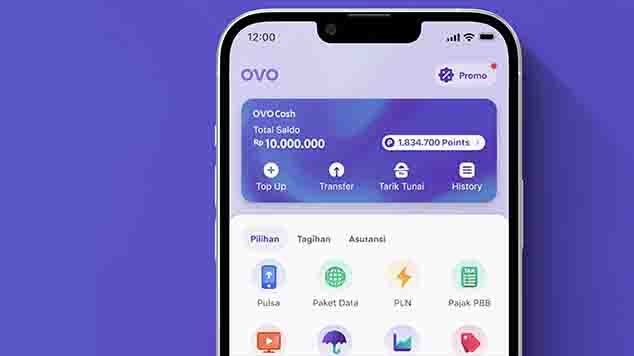 12:00
OVO
Promo
OVO Cash
Total Saldo
Rp 10.000.000
P 1.834.700 Points
Top Up
Transfer
Tarik Tunai
History
Pilihan
Tagihan
Asuransi
Pulsa
Paket Data
PLN
Pajak PBB
TAX